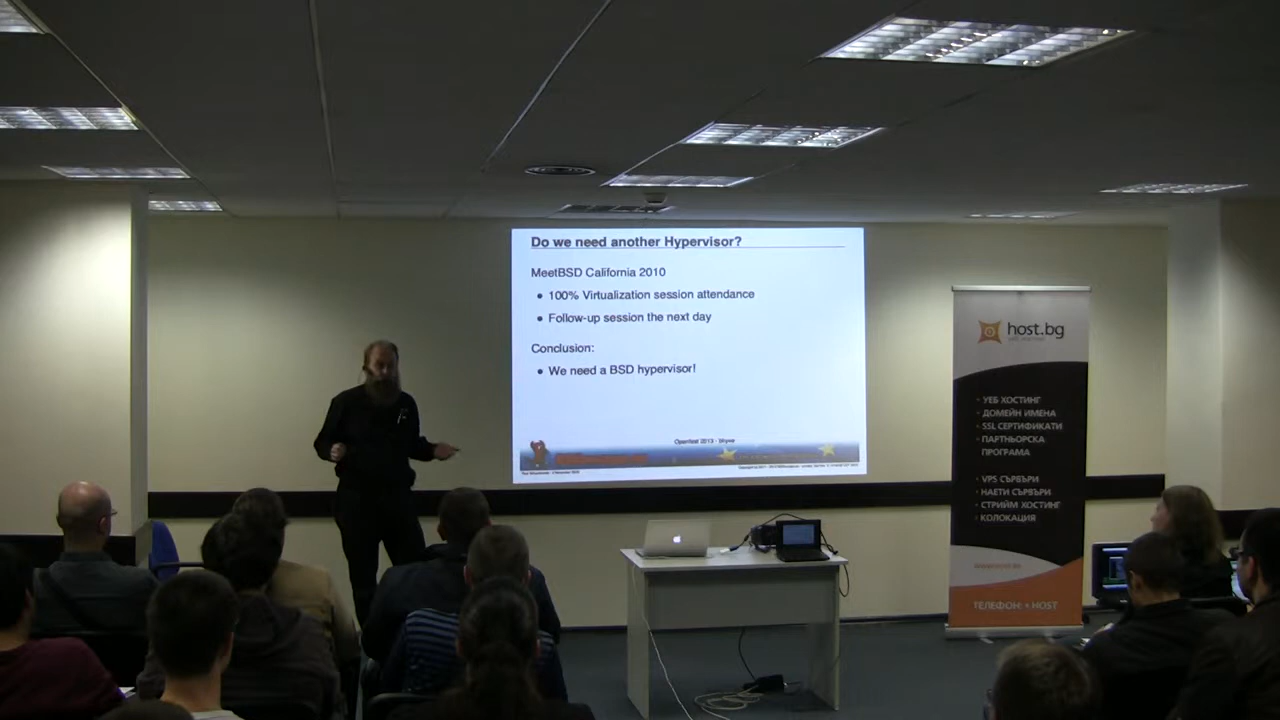 Do we need another Hypervisor?
MeetBSD California 2010
• 100% Virtualization session attendance
• Follow-up session the next day
Conclusion:
• We need a BSD hypervisor!
Openfest 2013 - bhyve
host.bg
• УЕБ ХОСТИНГ
• ДОМЕЙН ИМЕНА
• SSL СЕРТИФИКАТИ
• ПАРТНЬОРСКА
ПРОГРАМА
• VPS СЪРВЪРИ
• НАЕТИ СЪРВЪРИ
• СТРИЙМ ХОСТИНГ
• КОЛОКАЦИЯ
ТЕЛЕФОН: • HOST